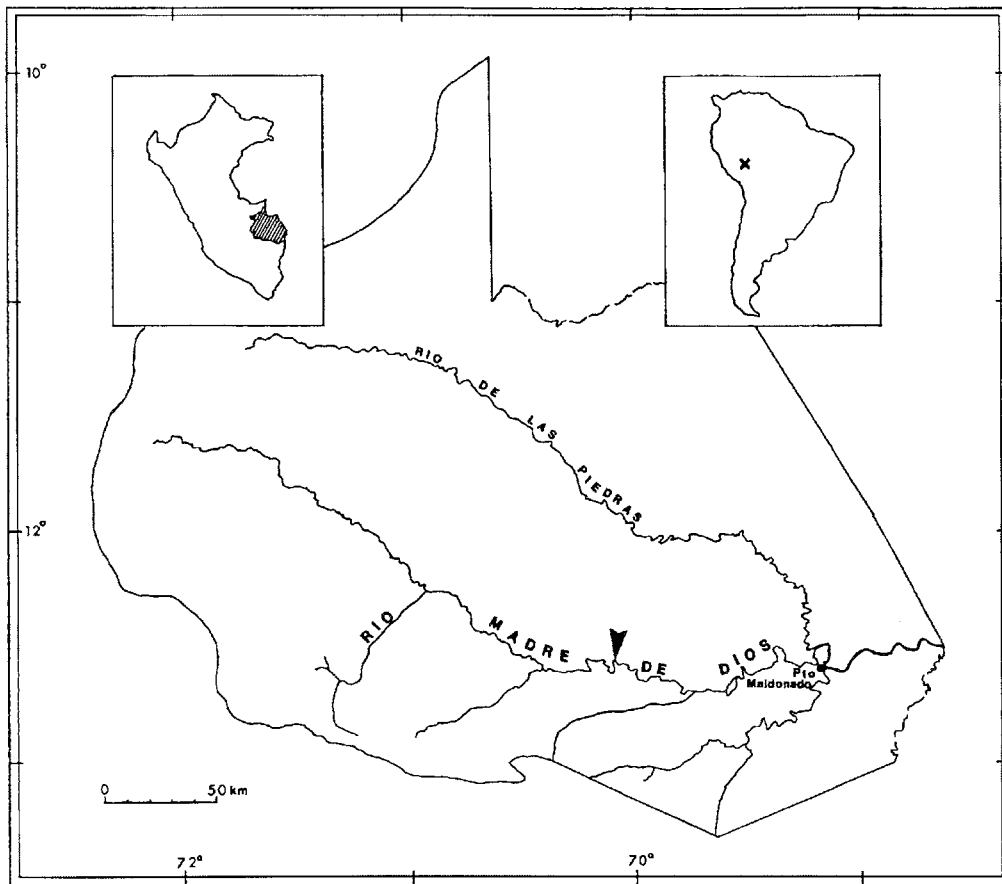 10°
RIO DE LAS PIEDRAS
12°
RIO MADRE DE DIOS
Pto
Maldonado
0 50 km
72° 70°